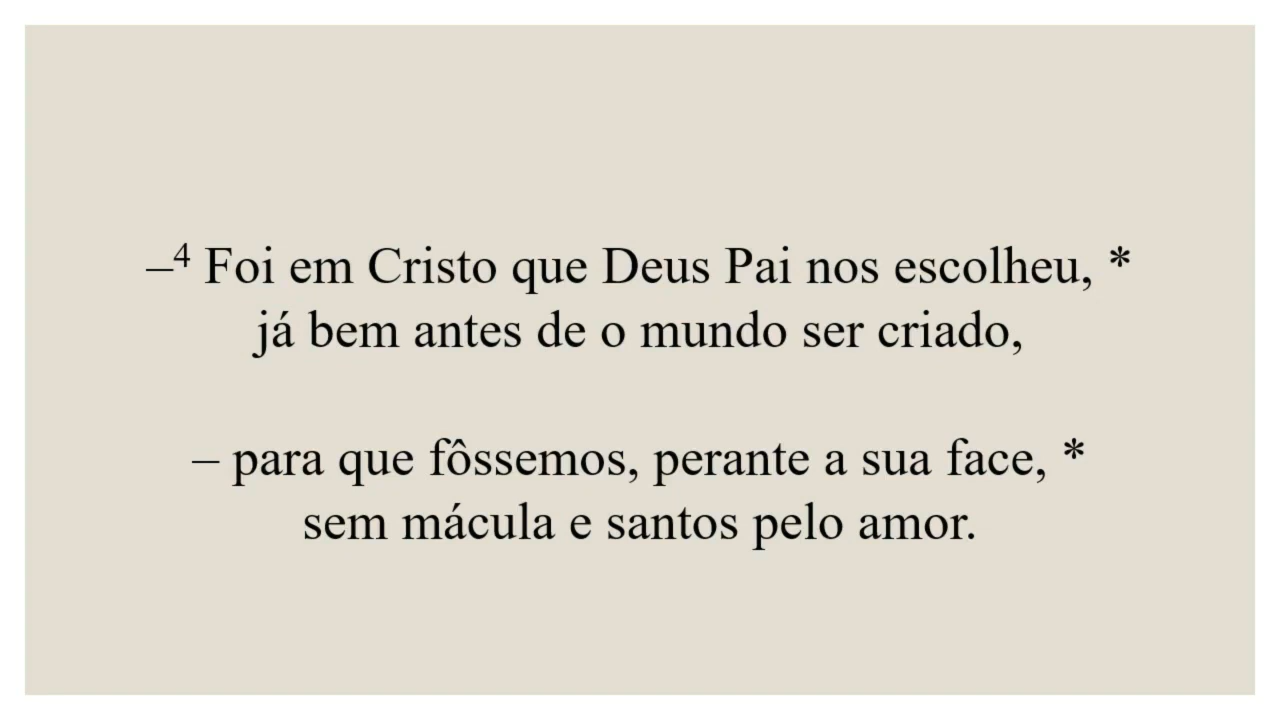 –⁴ Foi em Cristo que Deus Pai nos escolheu, *
já bem antes de o mundo ser criado,
– para que fôssemos, perante a sua face, *
sem mácula e santos pelo amor.